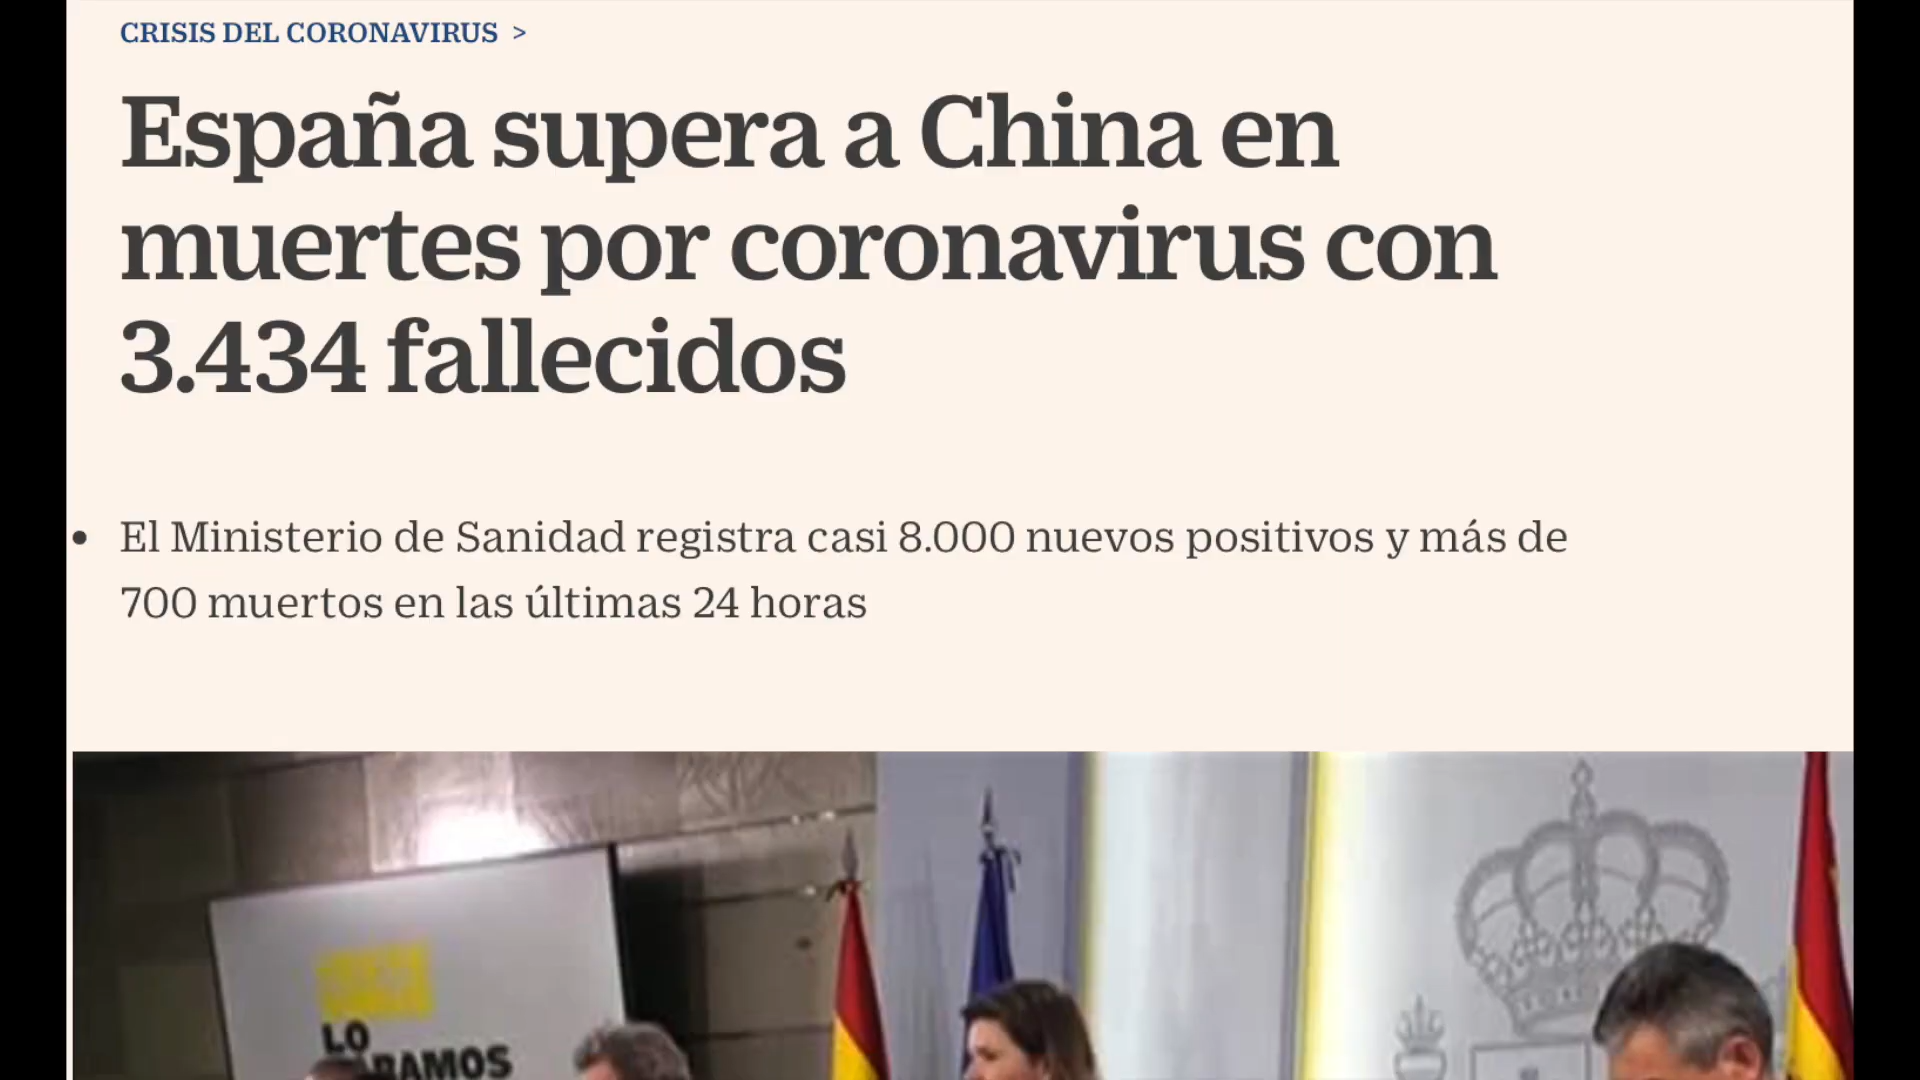 CRISIS DEL CORONAVIRUS >
España supera a China en
muertes por coronavirus con
3.434 fallecidos
• El Ministerio de Sanidad registra casi 8.000 nuevos positivos y más de
700 muertos en las últimas 24 horas
LO